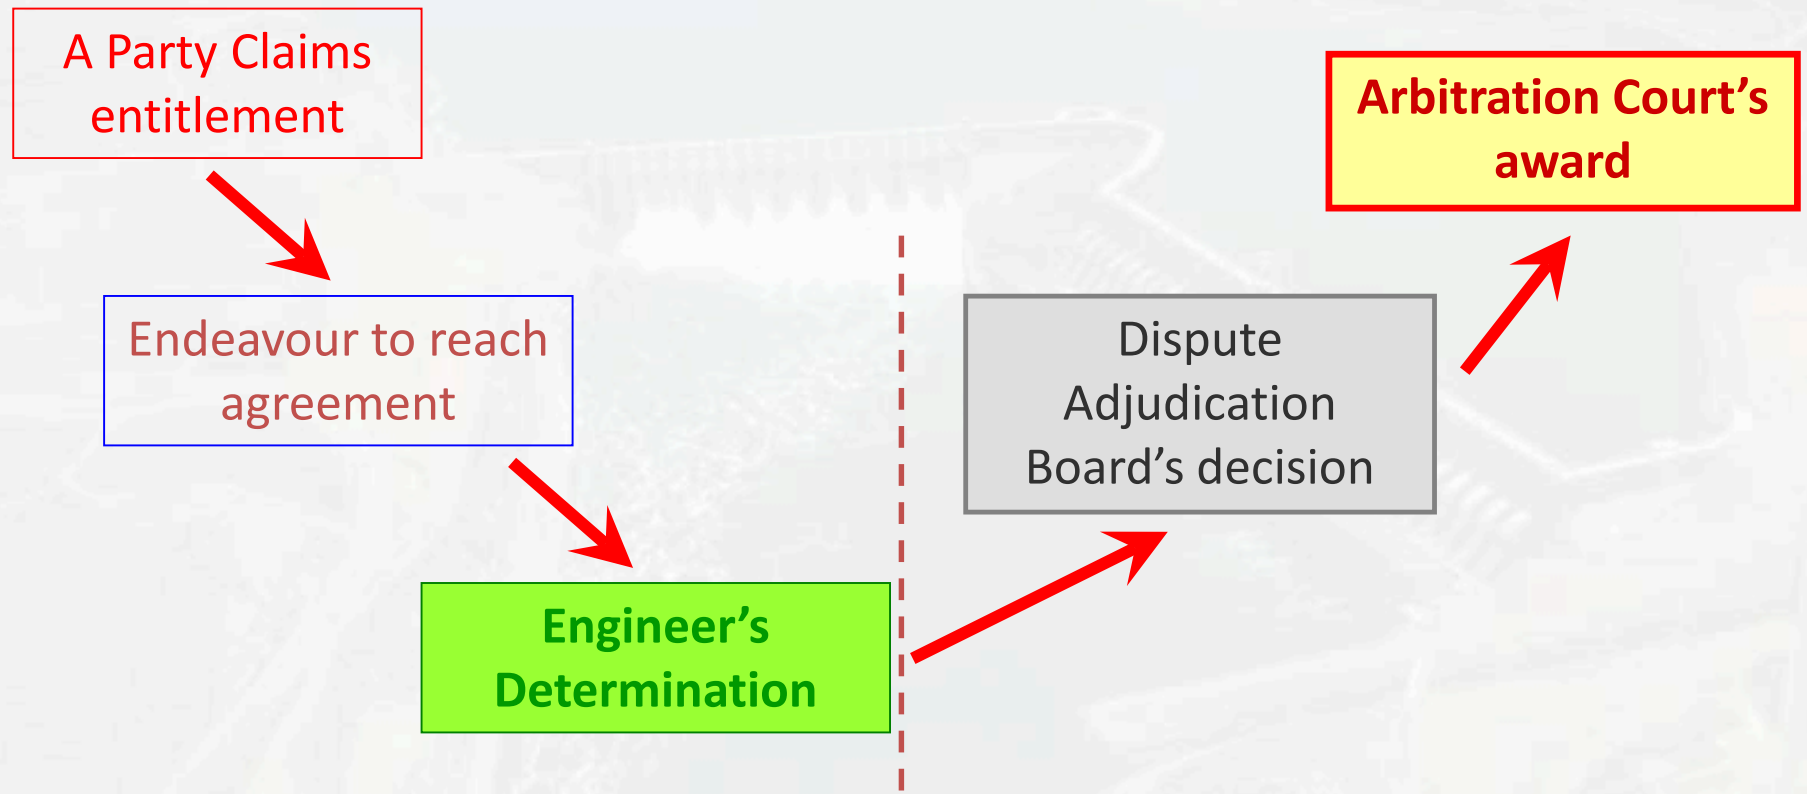 A Party Claims
entitlement
Endeavour to reach
agreement
Engineer’s
Determination
Dispute
Adjudication
Board’s decision
Arbitration Court’s
award